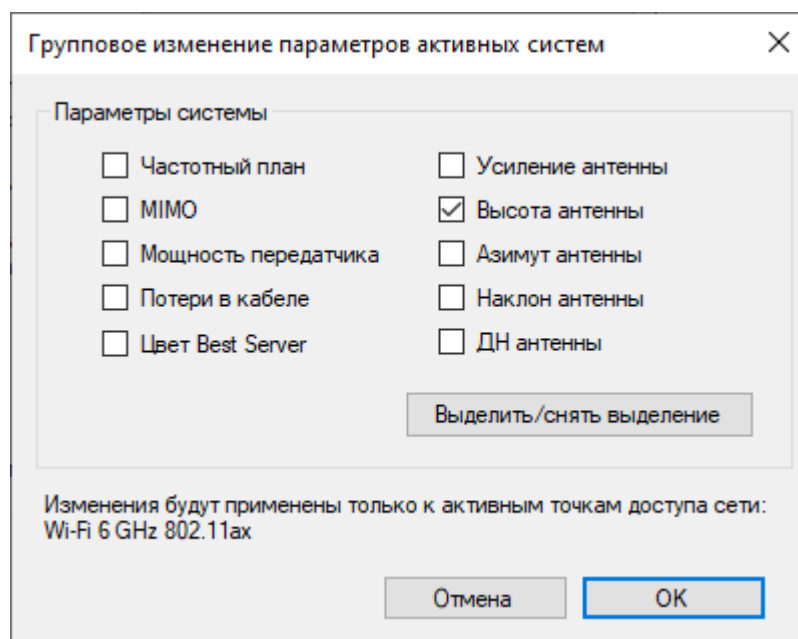 Групповое изменение параметров активных систем
Параметры системы
Частотный план
Усиление антенны
MIMO
Высота антенны
Мощность передатчика
Азимут антенны
Потери в кабеле
Наклон антенны
Цвет Best Server
ДН антенны
Выделить/снять выделение
Изменения будут применены только к активным точкам доступа сети:
Wi-Fi 6 GHz 802.11ax
Отмена
OK